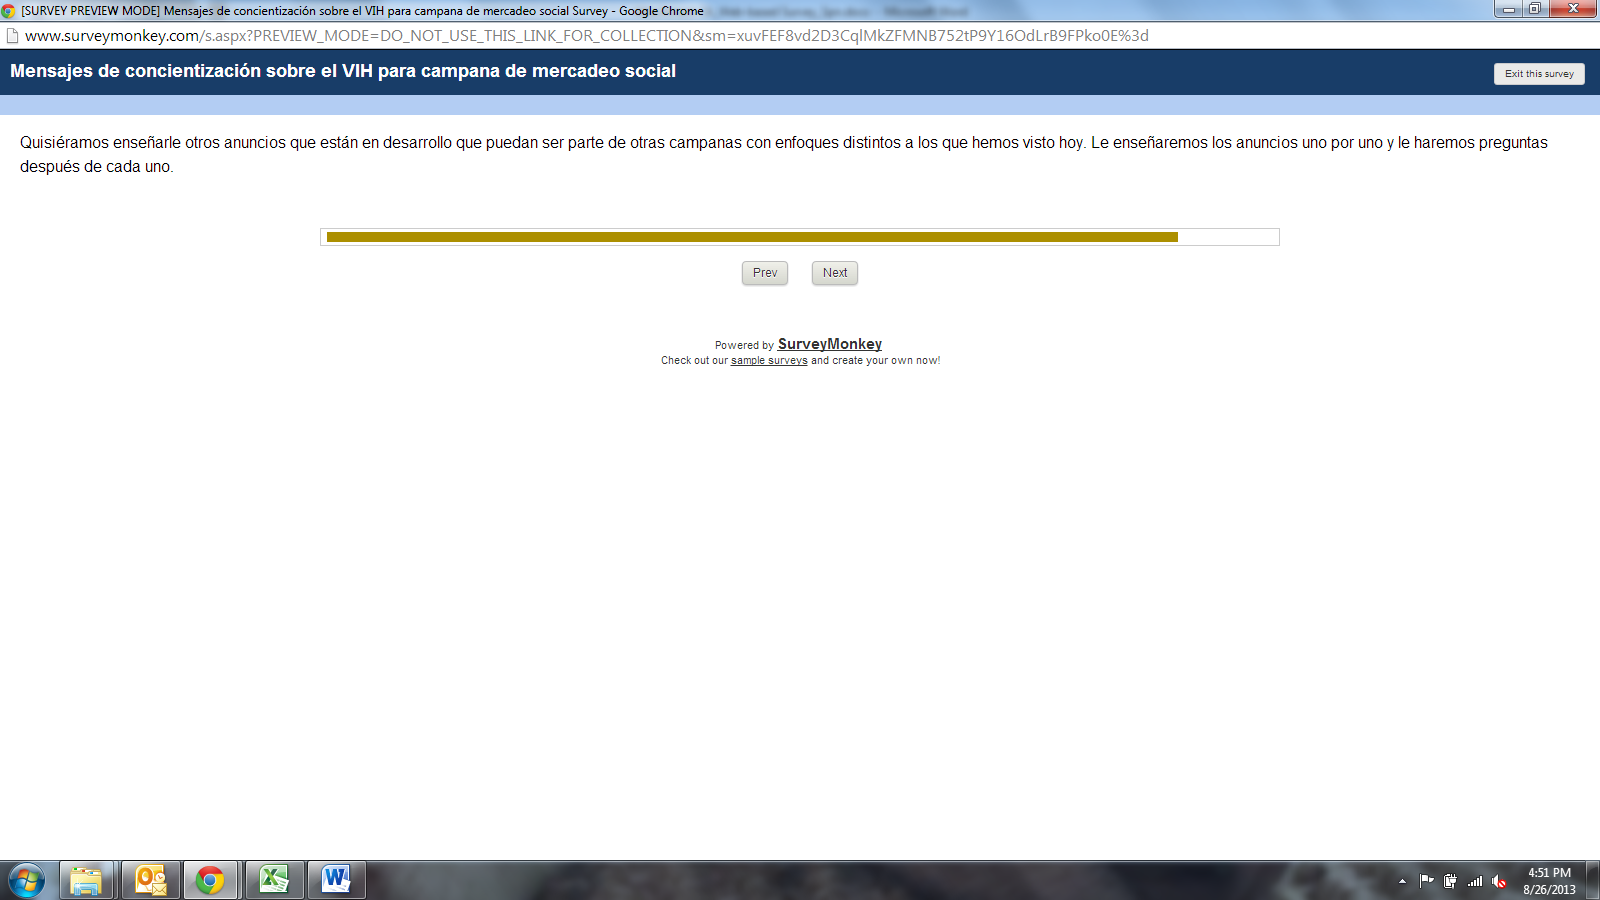 [SURVEY PREVIEW MODE] Mensajes de concientización sobre el VIH para campana de mercadeo social Survey - Google Chrome
www.surveymonkey.com/s.aspx?PREVIEW_MODE=DO_NOT_USE_THIS_LINK_FOR_COLLECTION&sm=xuvFEF8vd2D3CqlMkZFMNB752tP9Y16OdLrB9FPko0E%3d
Mensajes de concientización sobre el VIH para campana de mercadeo social
Exit this survey
Quisiéramos enseñarle otros anuncios que están en desarrollo que puedan ser parte de otras campanas con enfoques distintos a los que hemos visto hoy. Le enseñaremos los anuncios uno por uno y le haremos preguntas
después de cada uno.
Prev Next
Powered by SurveyMonkey
Check out our sample surveys and create your own now!
4:51 PM
8/26/2013